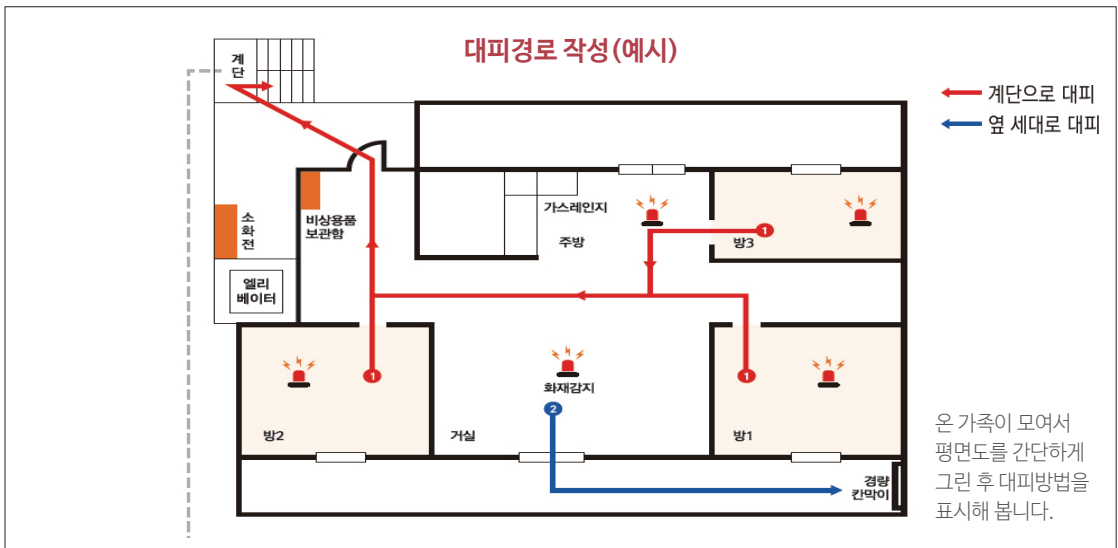 대피경로 작성(예시)
계
단
계단으로 대피
옆 세대로 대피
소
화
전
비상용품
보관함
가스레인지
주방
1
방3
엘리
베이터
1
방2
화재감지
2
거실
1
방1
경량
칸막이
온 가족이 모여서
평면도를 간단하게
그린 후 대피방법을
표시해 봅니다.